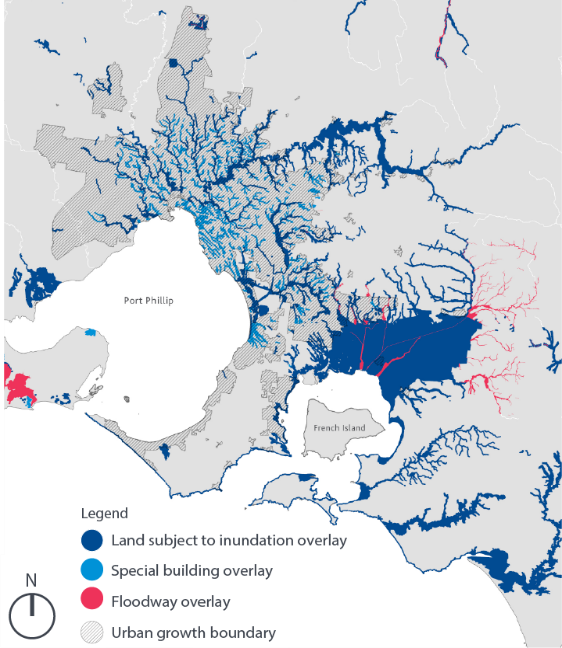 Port Phillip
French Island
Legend
Land subject to inundation overlay
Special building overlay
Floodway overlay
Urban growth boundary
N